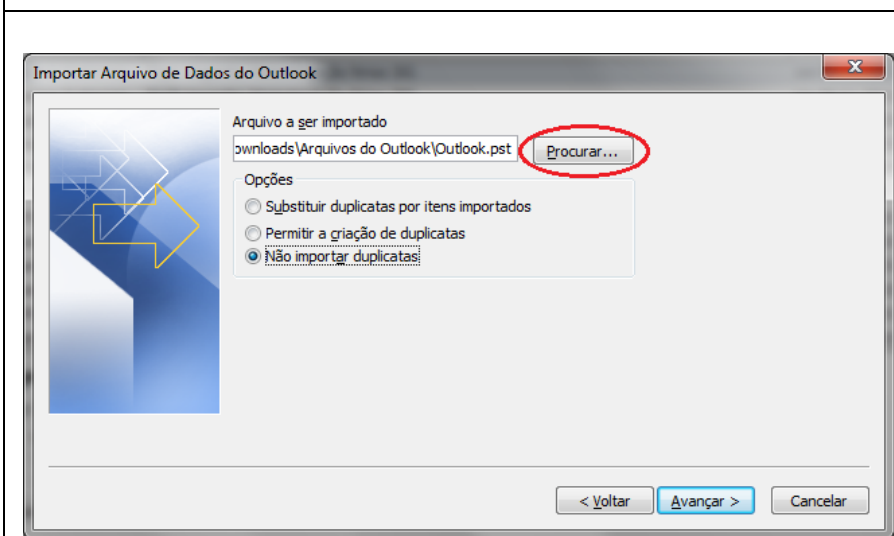 Importar Arquivo de Dados do Outlook
Arquivo a ser importado
ownloads\Arquivos do Outlook\Outlook.pst
Procurar...
Opções
Substituir duplicatas por itens importados
Permitir a criação de duplicatas
Não importar duplicatas
< Voltar
Avançar >
Cancelar